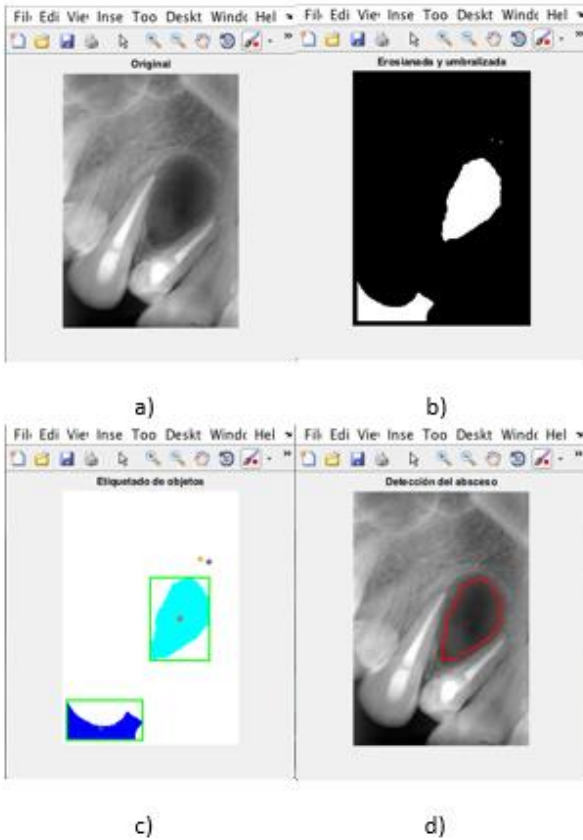 Fil Edi Vie Inse Too Deskt Windc Hel
Original
a)
Fil Edi Vie Inse Too Deskt Windc Hel
Erosianada y umbralizada
b)
Fil Edi Vie Inse Too Deskt Windc Hel
Etiquetado de objetos
c)
Fil Edi Vie Inse Too Deskt Windc Hel
Detección del absceso
d)